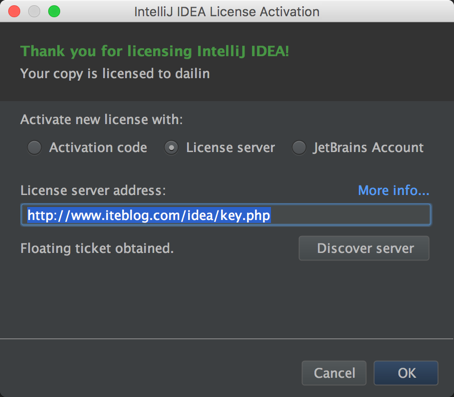 IntelliJ IDEA License Activation
Thank you for licensing IntelliJ IDEA!
Your copy is licensed to dailin
Activate new license with:
Activation code License server JetBrains Account
License server address: More info...
http://www.iteblog.com/idea/key.php
Floating ticket obtained. Discover server
Cancel OK